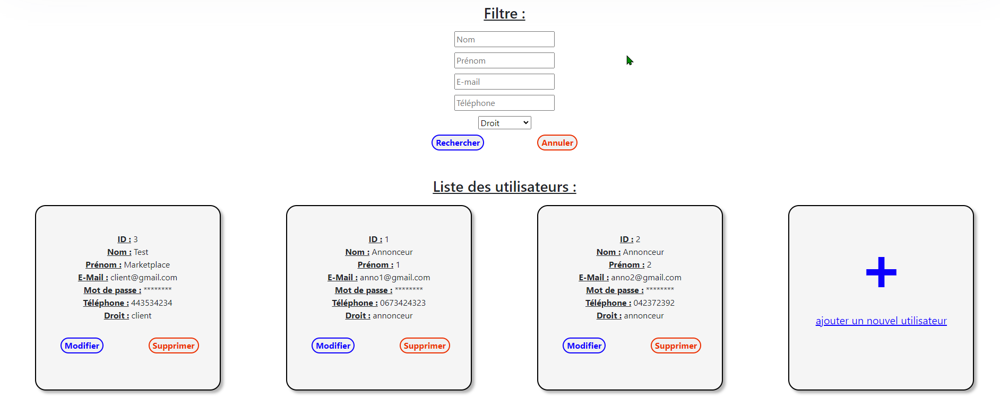 Filtre :
Nom
Prénom
E-mail
Téléphone
Droit
Rechercher
Annuler
Liste des utilisateurs :
ID : 3
Nom : Test
Prénom : Marketplace
E-Mail : client@gmail.com
Mot de passe : ********
Téléphone : 443534234
Droit : client
Modifier
Supprimer
ID : 1
Nom : Annonceur
Prénom : 1
E-Mail : anno1@gmail.com
Mot de passe : ********
Téléphone : 0673424323
Droit : annonceur
Modifier
Supprimer
ID : 2
Nom : Annonceur
Prénom : 2
E-Mail : anno2@gmail.com
Mot de passe : ********
Téléphone : 042372392
Droit : annonceur
Modifier
Supprimer
+
ajouter un nouvel utilisateur